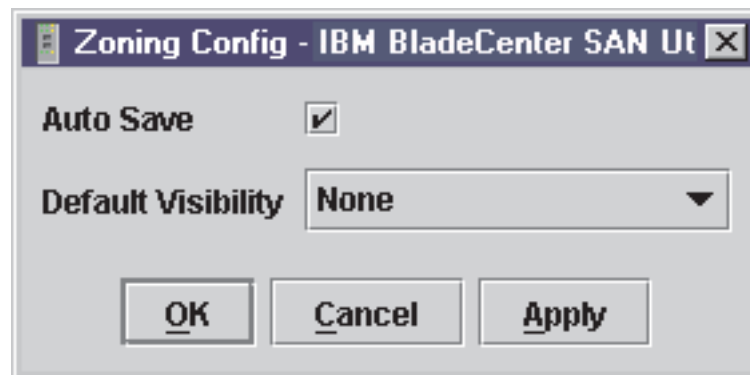 Zoning Config - IBM BladeCenter SAN Ut
Auto Save
Default Visibility None
OK Cancel Apply